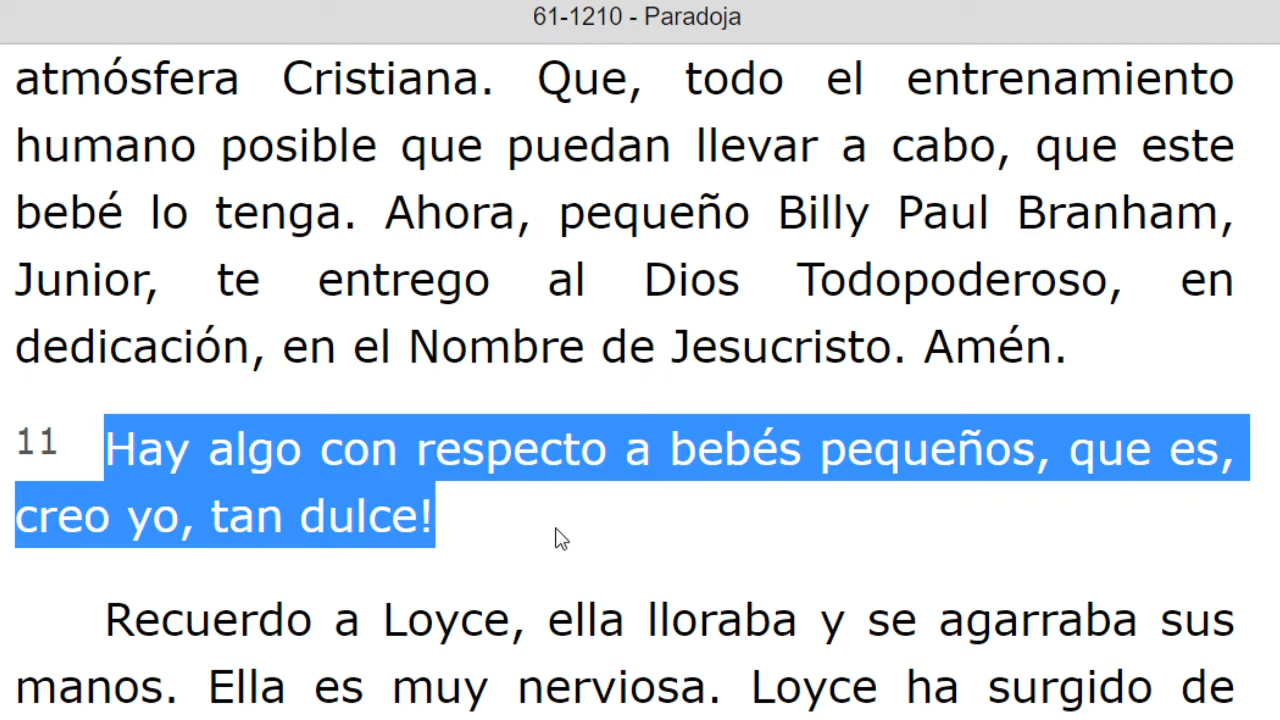 61-1210 - Paradoja
atmósfera Cristiana. Que, todo el entrenamiento
humano posible que puedan llevar a cabo, que este
bebé lo tenga. Ahora, pequeño Billy Paul Branham,
Junior, te entrego al Dios Todopoderoso, en
dedicación, en el Nombre de Jesucristo. Amén.
11 Hay algo con respecto a bebés pequeños, que es,
creo yo, tan dulce!
Recuerdo a Loyce, ella lloraba y se agarraba sus
manos. Ella es muy nerviosa. Loyce ha surgido de